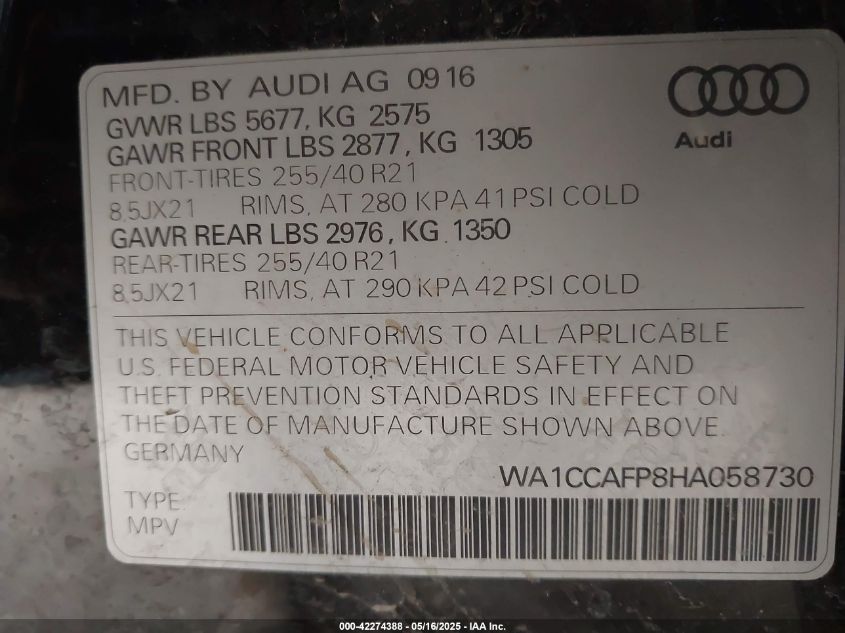 MFD. BY AUDI AG 0916
GVWR LBS 5677, KG 2575
GAWR FRONT LBS 2877, KG 1305
FRONT-TIRES 255/40 R21
8,5JX21 RIMS, AT 280 KPA 41 PSI COLD
GAWR REAR LBS 2976, KG 1350
REAR-TIRES 255/40 R21
8,5JX21 RIMS, AT 290 KPA 42 PSI COLD
Audi
THIS VEHICLE CONFORMS TO ALL APPLICABLE
U.S. FEDERAL MOTOR VEHICLE SAFETY AND
THEFT PREVENTION STANDARDS IN EFFECT ON
THE DATE OF MANUFACTURE SHOWN ABOVE.
GERMANY
WA1CCAFP8HA058730
TYPE:
MPV
000-42274388 - 05/16/2025 - IAA Inc.